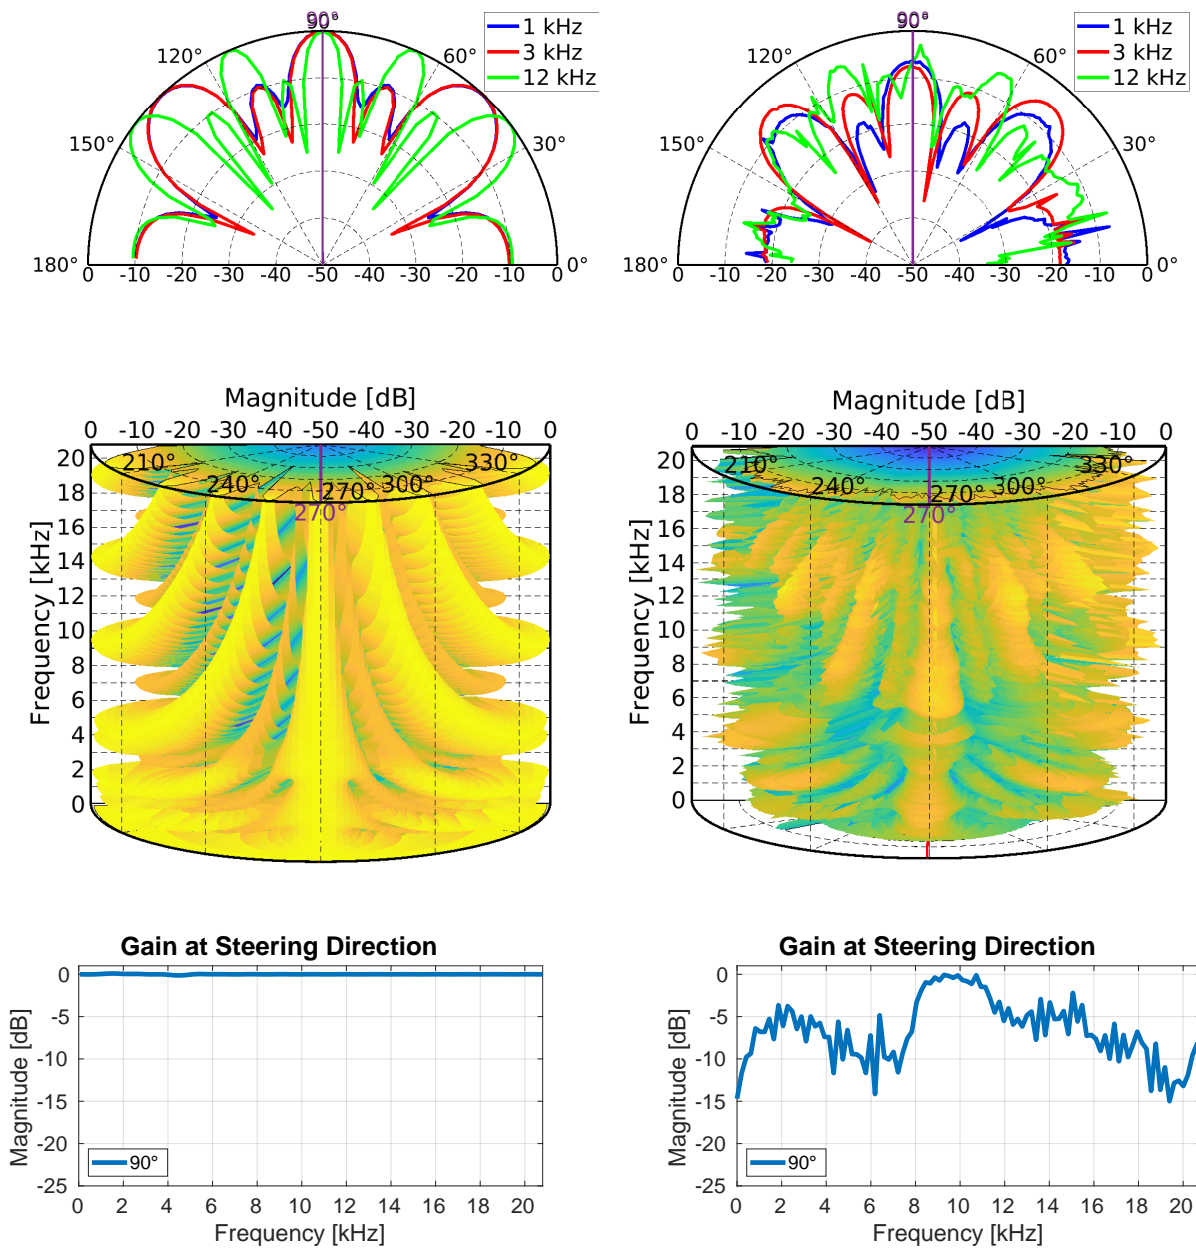 90°
90°
1 kHz
3 kHz
12 kHz
120°
60°
150°
30°
180°
0°
0 -10 -20 -30 -40 -50 -40 -30 -20 -10 0
90°
90°
1 kHz
3 kHz
12 kHz
120°
60°
150°
30°
180°
0°
0 -10 -20 -30 -40 -50 -40 -30 -20 -10 0
Magnitude [dB]
0 -10 -20 -30 -40 -50 -40 -30 -20 -10 0
210°
240°
270°
300°
330°
270°
Frequency [kHz]
20
18
16
14
12
10
8
6
4
2
0
Magnitude [dB]
0 -10 -20 -30 -40 -50 -40 -30 -20 -10 0
210°
240°
270°
300°
330°
270°
Frequency [kHz]
20
18
16
14
12
10
8
6
4
2
0
Gain at Steering Direction
Magnitude [dB]
0
-5
-10
-15
-20
-25
90°
0 2 4 6 8 10 12 14 16 18 20
Frequency [kHz]
Gain at Steering Direction
Magnitude [dB]
0
-5
-10
-15
-20
-25
90°
0 2 4 6 8 10 12 14 16 18 20
Frequency [kHz]